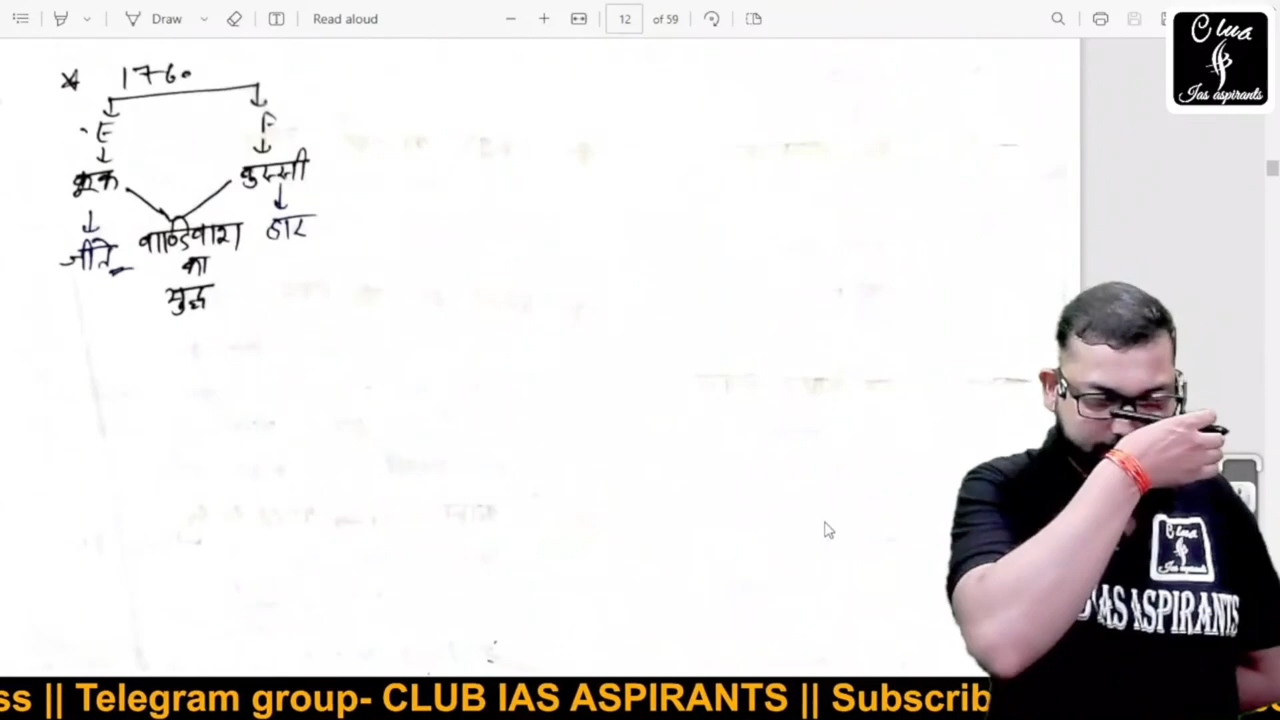 Draw
Read aloud
12 of 59
Club
Ias aspirants
* 1760
E F
कूक बुस्सी
जीते वाण्डिवाश हार
का
युद्ध
IAS ASPIRANTS
ss || Telegram group- CLUB IAS ASPIRANTS || Subscrib